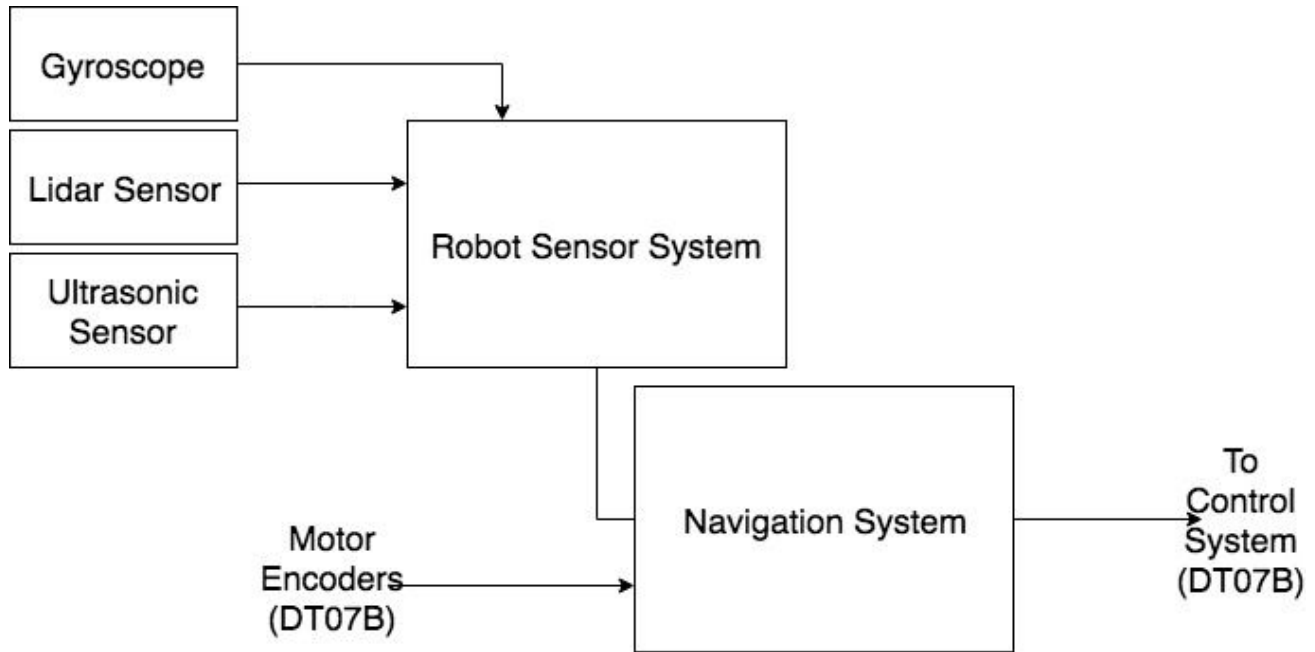 Gyroscope
Lidar Sensor
Ultrasonic
Sensor
Robot Sensor System
Navigation System
Motor
Encoders
(DT07B)
To
Control
System
(DT07B)